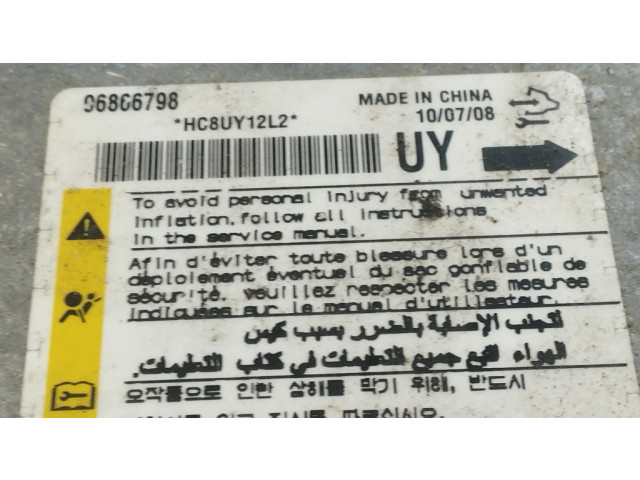 96806798
MADE IN CHINA
*HC8UY12L2*
10/07/08
UY
To avoid personal injury from unwented
inflation, follow all instructions
in the service manual.
Afin d'éviter toute blessure lors d'un
déploiement éventuel du sac gonflable de
sécurité, veuillez respecter les mesures
indiquées sur le manuel d'utilisateur.
لتجنب الإصابة بالضرر بسبب كيس
الهواء اتبع جميع التعليمات في كتاب التعليمات.
오작동으로 인한 상해를 막기 위해, 반드시